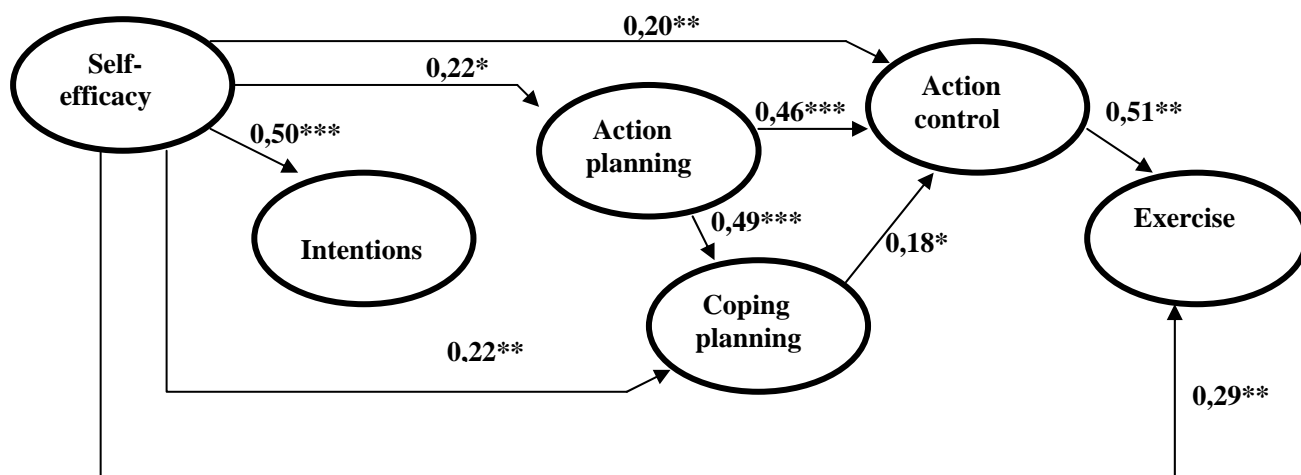 0,20**
Self-
efficacy
0,22*
Action
control
0,46***
0,51**
0,50***
Action
planning
Exercise
0,49***
Intentions
0,18*
Coping
planning
0,22**
0,29**